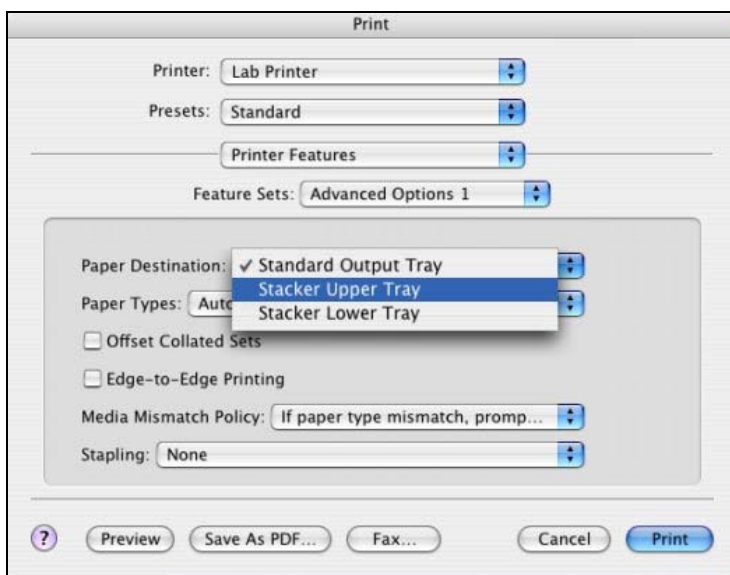 Print
Printer: Lab Printer
Presets: Standard
Printer Features
Feature Sets: Advanced Options 1
Paper Destination: ✓ Standard Output Tray
Stacker Upper Tray
Paper Types: Auto
Stacker Lower Tray
Offset Collated Sets
Edge-to-Edge Printing
Media Mismatch Policy: If paper type mismatch, promp...
Stapling: None
? Preview Save As PDF... Fax... Cancel Print